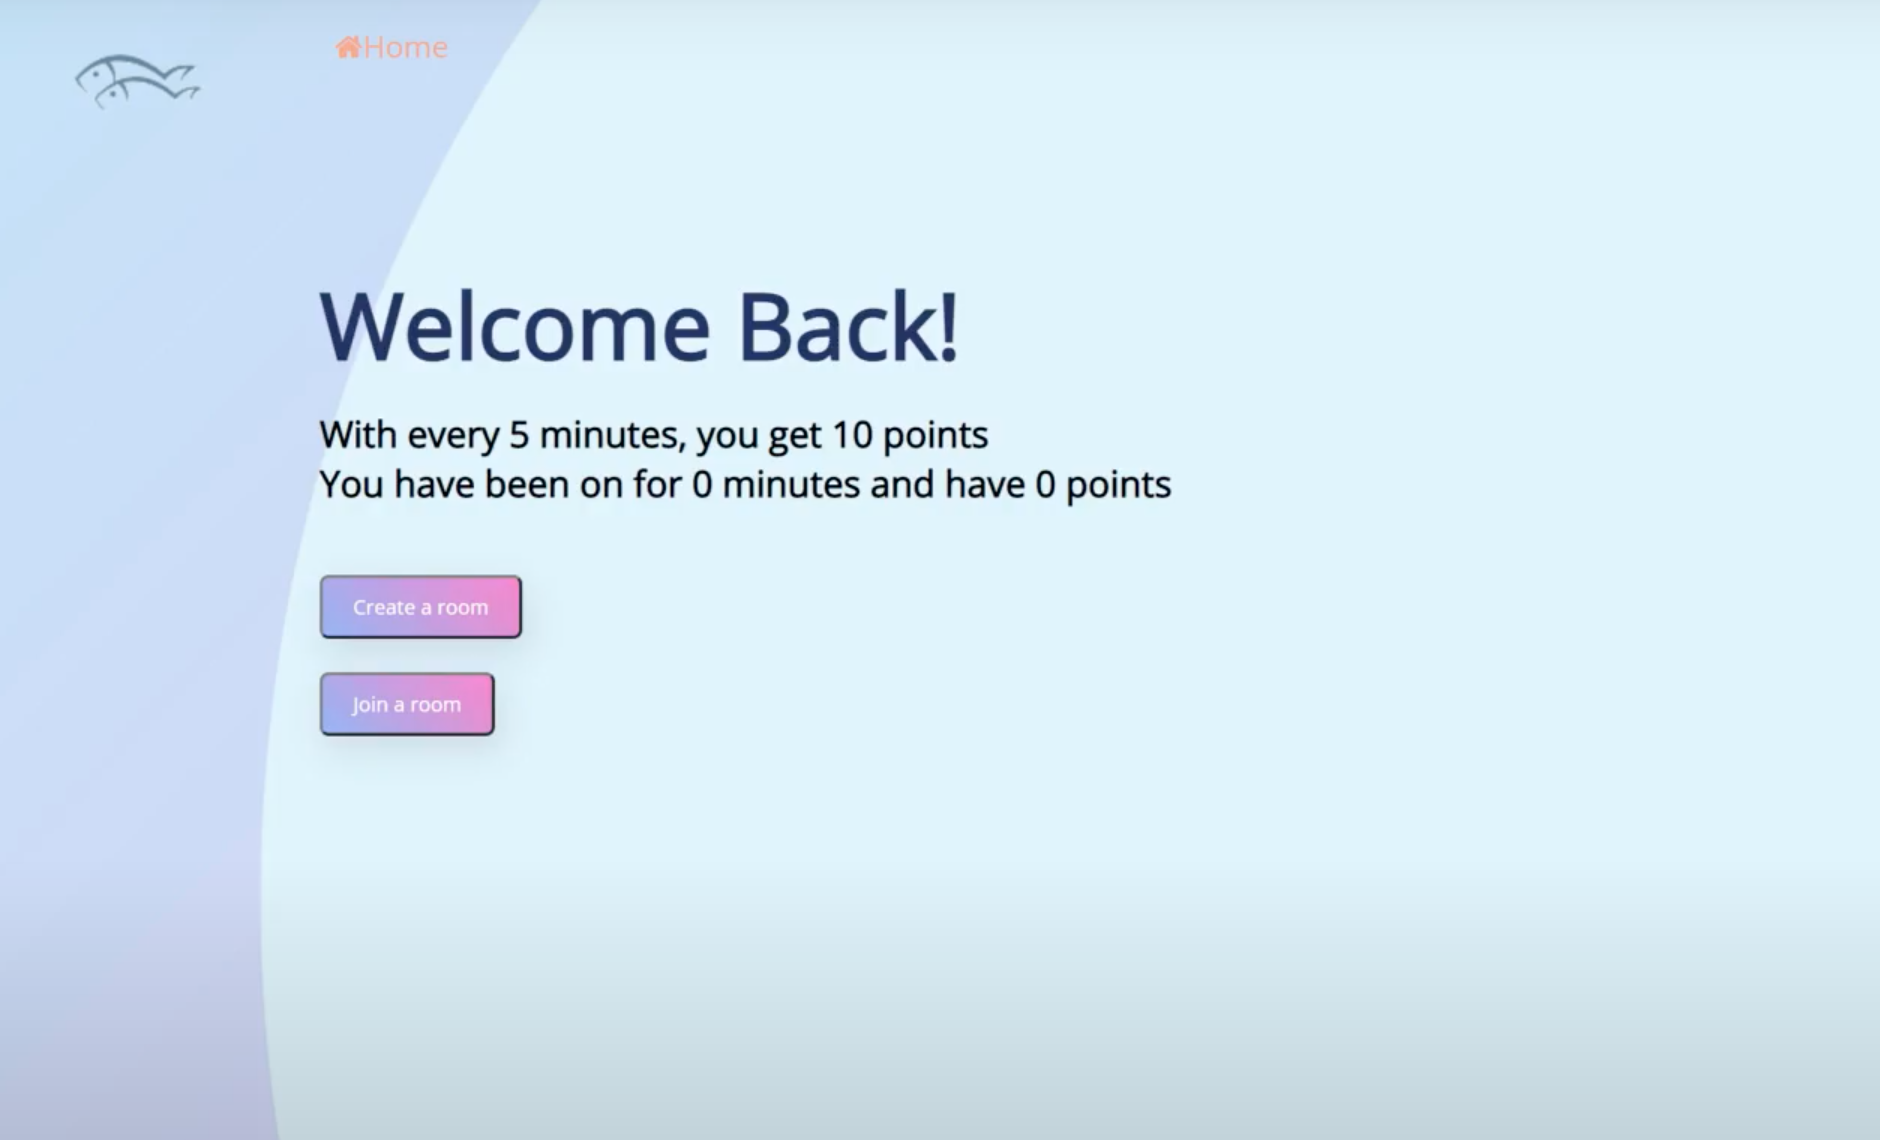 Home
Welcome Back!
With every 5 minutes, you get 10 points
You have been on for 0 minutes and have 0 points
Create a room
Join a room